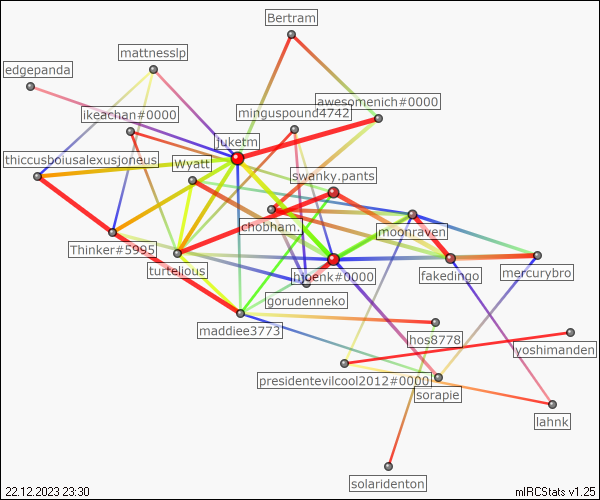 Bertram
mattnesslp
edgepanda
awesomenich#0000
ikeachan#0000
minguspound4742
juketm
thiccusboiusalexusjoneus
Wyatt
swanky.pants
chobham.
moonraven
Thinker#5995
turtelious
hjoenk#0000
fakedingo
mercurybro
gorudenneko
maddiee3773
hos8778
yoshimanden
presidentevilcool2012#0000
sorapie
lahnk
solaridenton
22.12.2023 23:30
mIRCStats v1.25